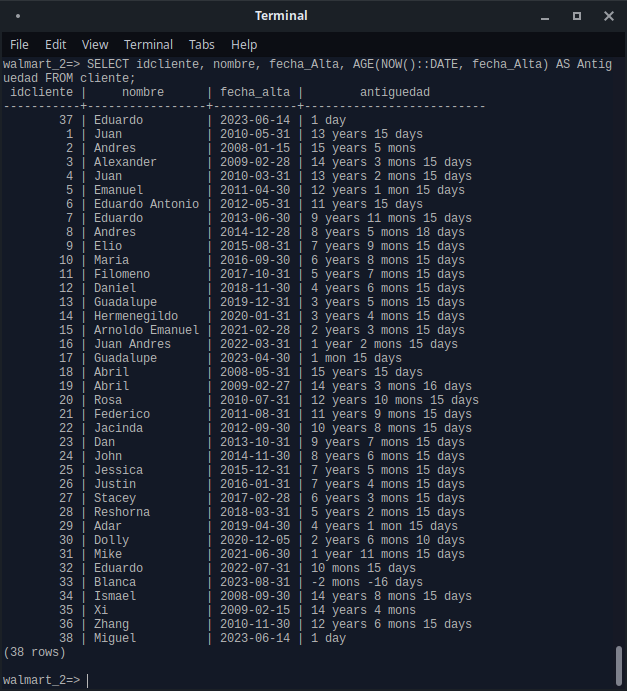 Terminal
File Edit View Terminal Tabs Help
walmart_2=> SELECT idcliente, nombre, fecha_Alta, AGE(NOW()::DATE, fecha_Alta) AS Antig
uedad FROM cliente;
 idcliente |     nombre      | fecha_alta |        antiguedad
-----------+-----------------+------------+--------------------------
        37 | Eduardo         | 2023-06-14 | 1 day
         1 | Juan            | 2010-05-31 | 13 years 15 days
         2 | Andres          | 2008-01-15 | 15 years 5 mons
         3 | Alexander       | 2009-02-28 | 14 years 3 mons 15 days
         4 | Juan            | 2010-03-31 | 13 years 2 mons 15 days
         5 | Emanuel         | 2011-04-30 | 12 years 1 mon 15 days
         6 | Eduardo Antonio | 2012-05-31 | 11 years 15 days
         7 | Eduardo         | 2013-06-30 | 9 years 11 mons 15 days
         8 | Andres          | 2014-12-28 | 8 years 5 mons 18 days
         9 | Elio            | 2015-08-31 | 7 years 9 mons 15 days
        10 | Maria           | 2016-09-30 | 6 years 8 mons 15 days
        11 | Filomeno        | 2017-10-31 | 5 years 7 mons 15 days
        12 | Daniel          | 2018-11-30 | 4 years 6 mons 15 days
        13 | Guadalupe       | 2019-12-31 | 3 years 5 mons 15 days
        14 | Hermenegildo    | 2020-01-31 | 3 years 4 mons 15 days
        15 | Arnoldo Emanuel | 2021-02-28 | 2 years 3 mons 15 days
        16 | Juan Andres     | 2022-03-31 | 1 year 2 mons 15 days
        17 | Guadalupe       | 2023-04-30 | 1 mon 15 days
        18 | Abril           | 2008-05-31 | 15 years 15 days
        19 | Abril           | 2009-02-27 | 14 years 3 mons 16 days
        20 | Rosa            | 2010-07-31 | 12 years 10 mons 15 days
        21 | Federico        | 2011-08-31 | 11 years 9 mons 15 days
        22 | Jacinda         | 2012-09-30 | 10 years 8 mons 15 days
        23 | Dan             | 2013-10-31 | 9 years 7 mons 15 days
        24 | John            | 2014-11-30 | 8 years 6 mons 15 days
        25 | Jessica         | 2015-12-31 | 7 years 5 mons 15 days
        26 | Justin          | 2016-01-31 | 7 years 4 mons 15 days
        27 | Stacey          | 2017-02-28 | 6 years 3 mons 15 days
        28 | Reshorna        | 2018-03-31 | 5 years 2 mons 15 days
        29 | Adar            | 2019-04-30 | 4 years 1 mon 15 days
        30 | Dolly           | 2020-12-05 | 2 years 6 mons 10 days
        31 | Mike            | 2021-06-30 | 1 year 11 mons 15 days
        32 | Eduardo         | 2022-07-31 | 10 mons 15 days
        33 | Blanca          | 2023-08-31 | -2 mons -16 days
        34 | Ismael          | 2008-09-30 | 14 years 8 mons 15 days
        35 | Xi              | 2009-02-15 | 14 years 4 mons
        36 | Zhang           | 2010-11-30 | 12 years 6 mons 15 days
        38 | Miguel          | 2023-06-14 | 1 day
(38 rows)
walmart_2=>